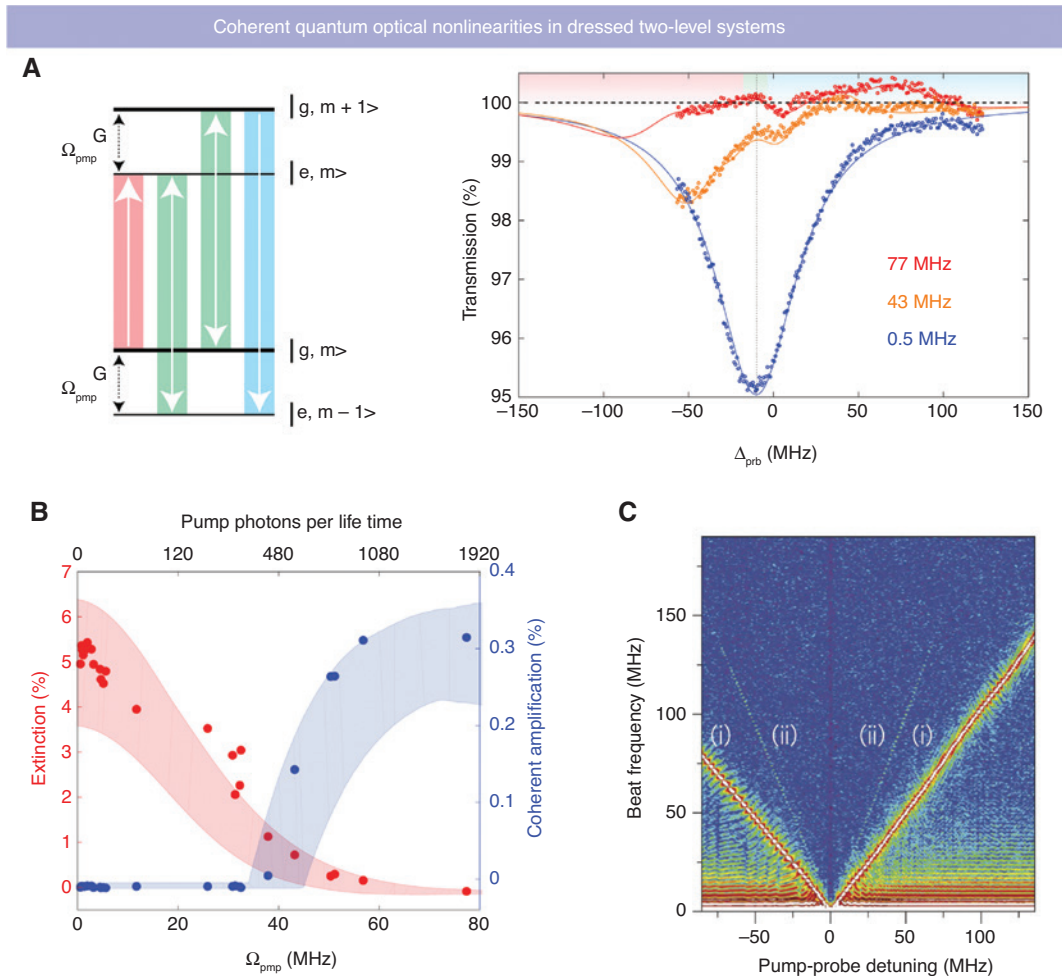 Coherent quantum optical nonlinearities in dressed two-level systems
A
| g, m + 1>
G
Ω_pmp
| e, m>
| g, m>
G
Ω_pmp
| e, m – 1>
Transmission (%)
100
99
98
97
96
95
77 MHz
43 MHz
0.5 MHz
–150 –100 –50 0 50 100 150
Δ_prb (MHz)
B
Pump photons per life time
0 120 480 1080 1920
Extinction (%)
7
6
5
4
3
2
1
0
Coherent amplification (%)
0.4
0.3
0.2
0.1
0
0 20 40 60 80
Ω_pmp (MHz)
C
Beat frequency (MHz)
150
100
50
0
(i) (ii) (ii) (i)
–50 0 50 100
Pump-probe detuning (MHz)